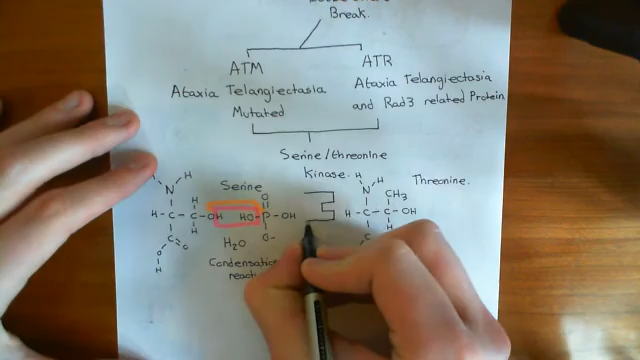 Break.
ATM
Ataxia Telangiectasia
Mutated
ATR
Ataxia Telangiectasia
and Rad3 related Protein
Serine/threonine
Kinase.
Serine
Threonine.
H
H
N
H
H-C-C-OH
H
C=O
O
H
HO-P-OH
O
O-
H2O
Condensation
H
H
N
CH3
H-C-C-OH
H
C